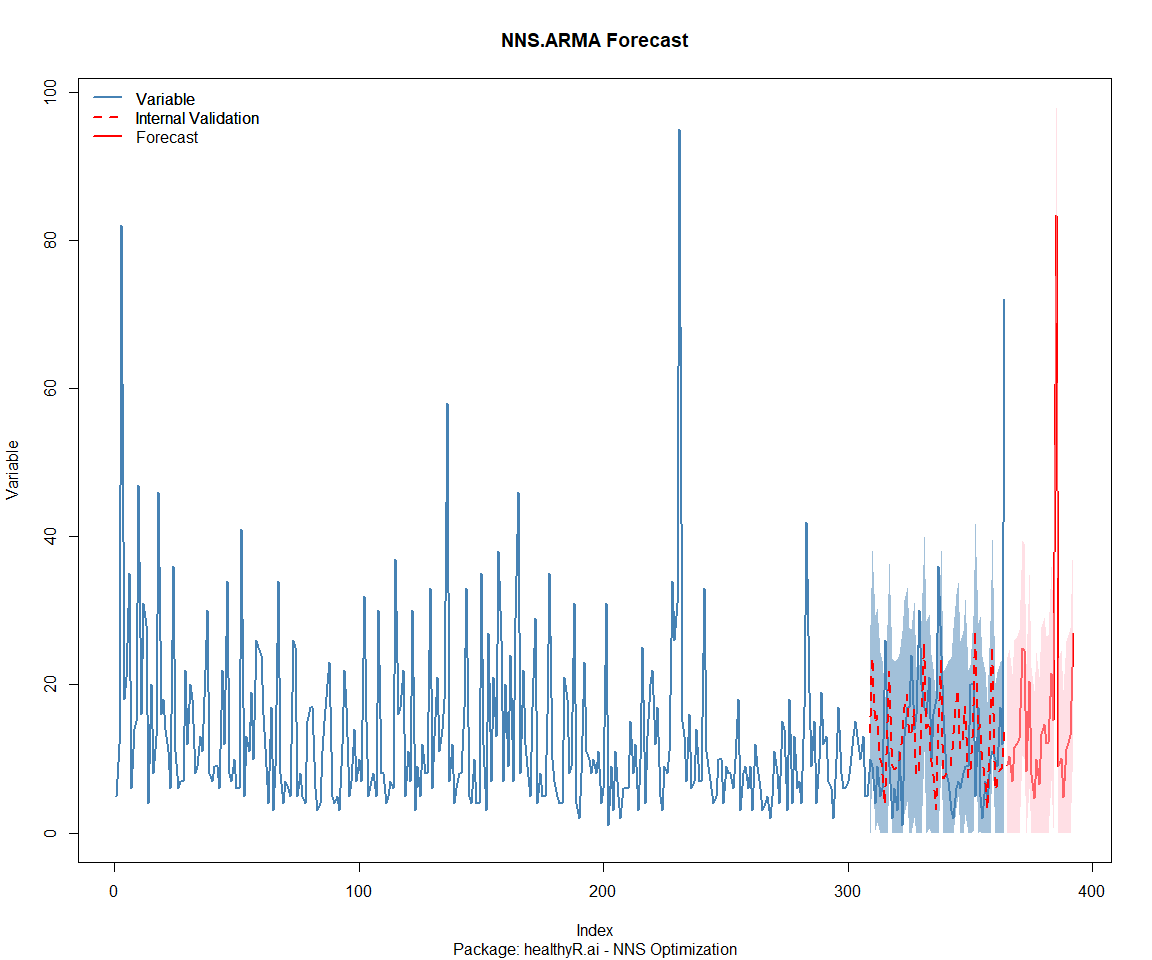 NNS.ARMA Forecast
Variable
Internal Validation
Forecast
100
80
60
40
20
0
Variable
0 100 200 300 400
Index
Package: healthyR.ai - NNS Optimization